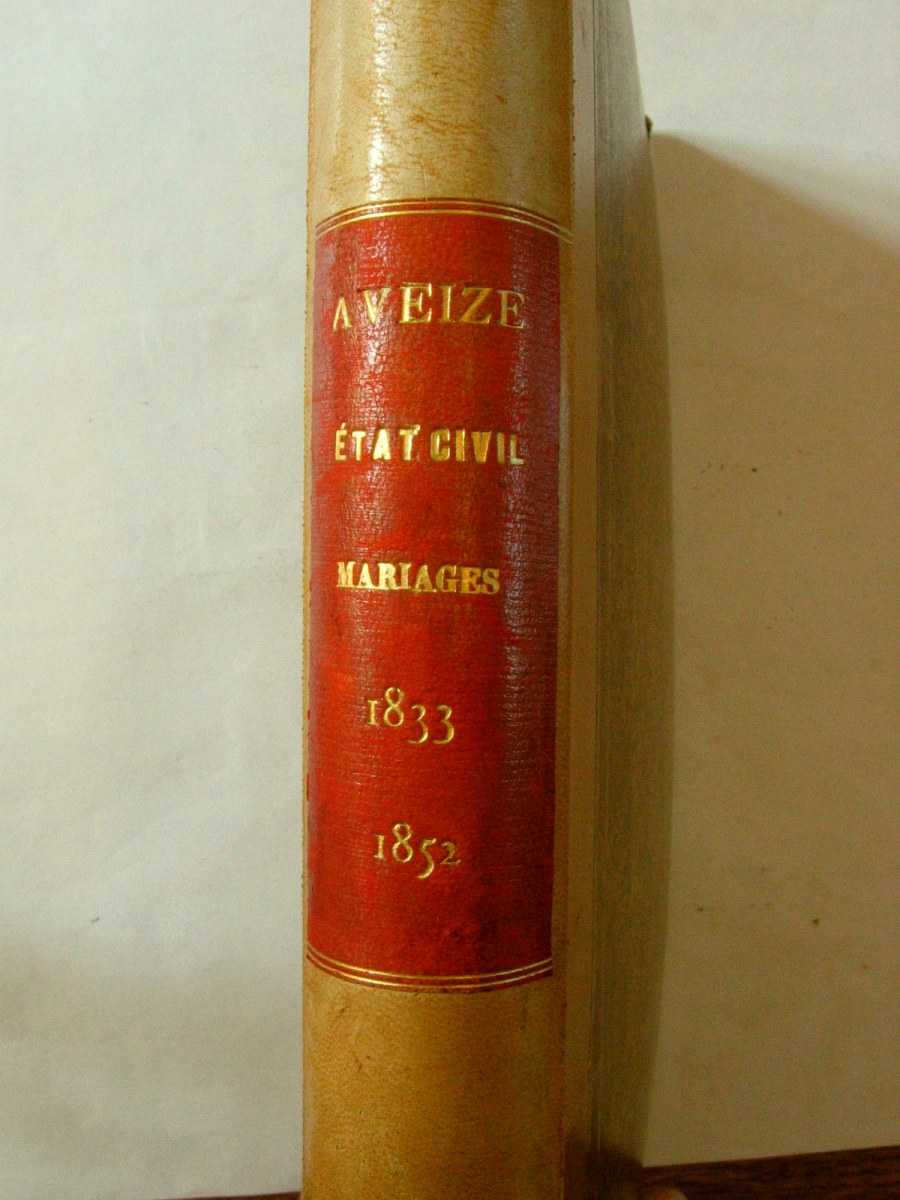 AVEIZE
ÉTAT CIVIL
MARIAGES
1833
1852